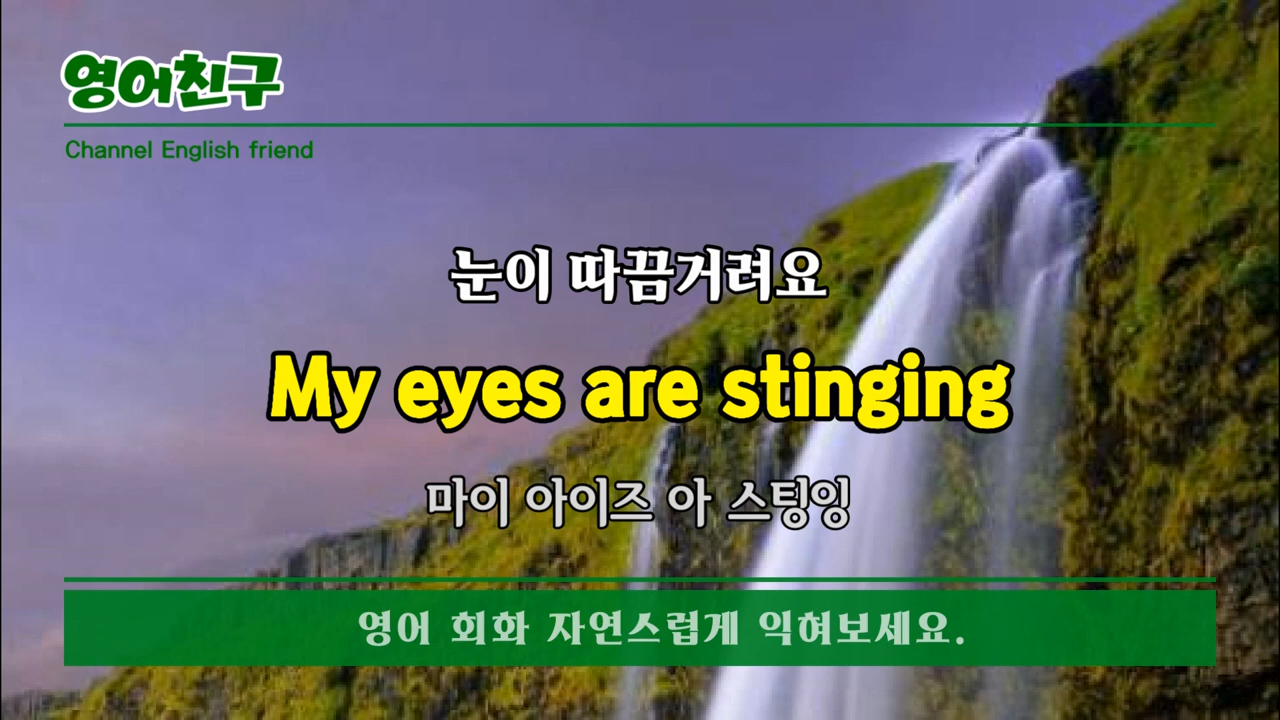 영어친구
Channel English friend
눈이 따끔거려요
My eyes are stinging
마이 아이즈 아 스팅잉
영어 회화 자연스럽게 익혀보세요.